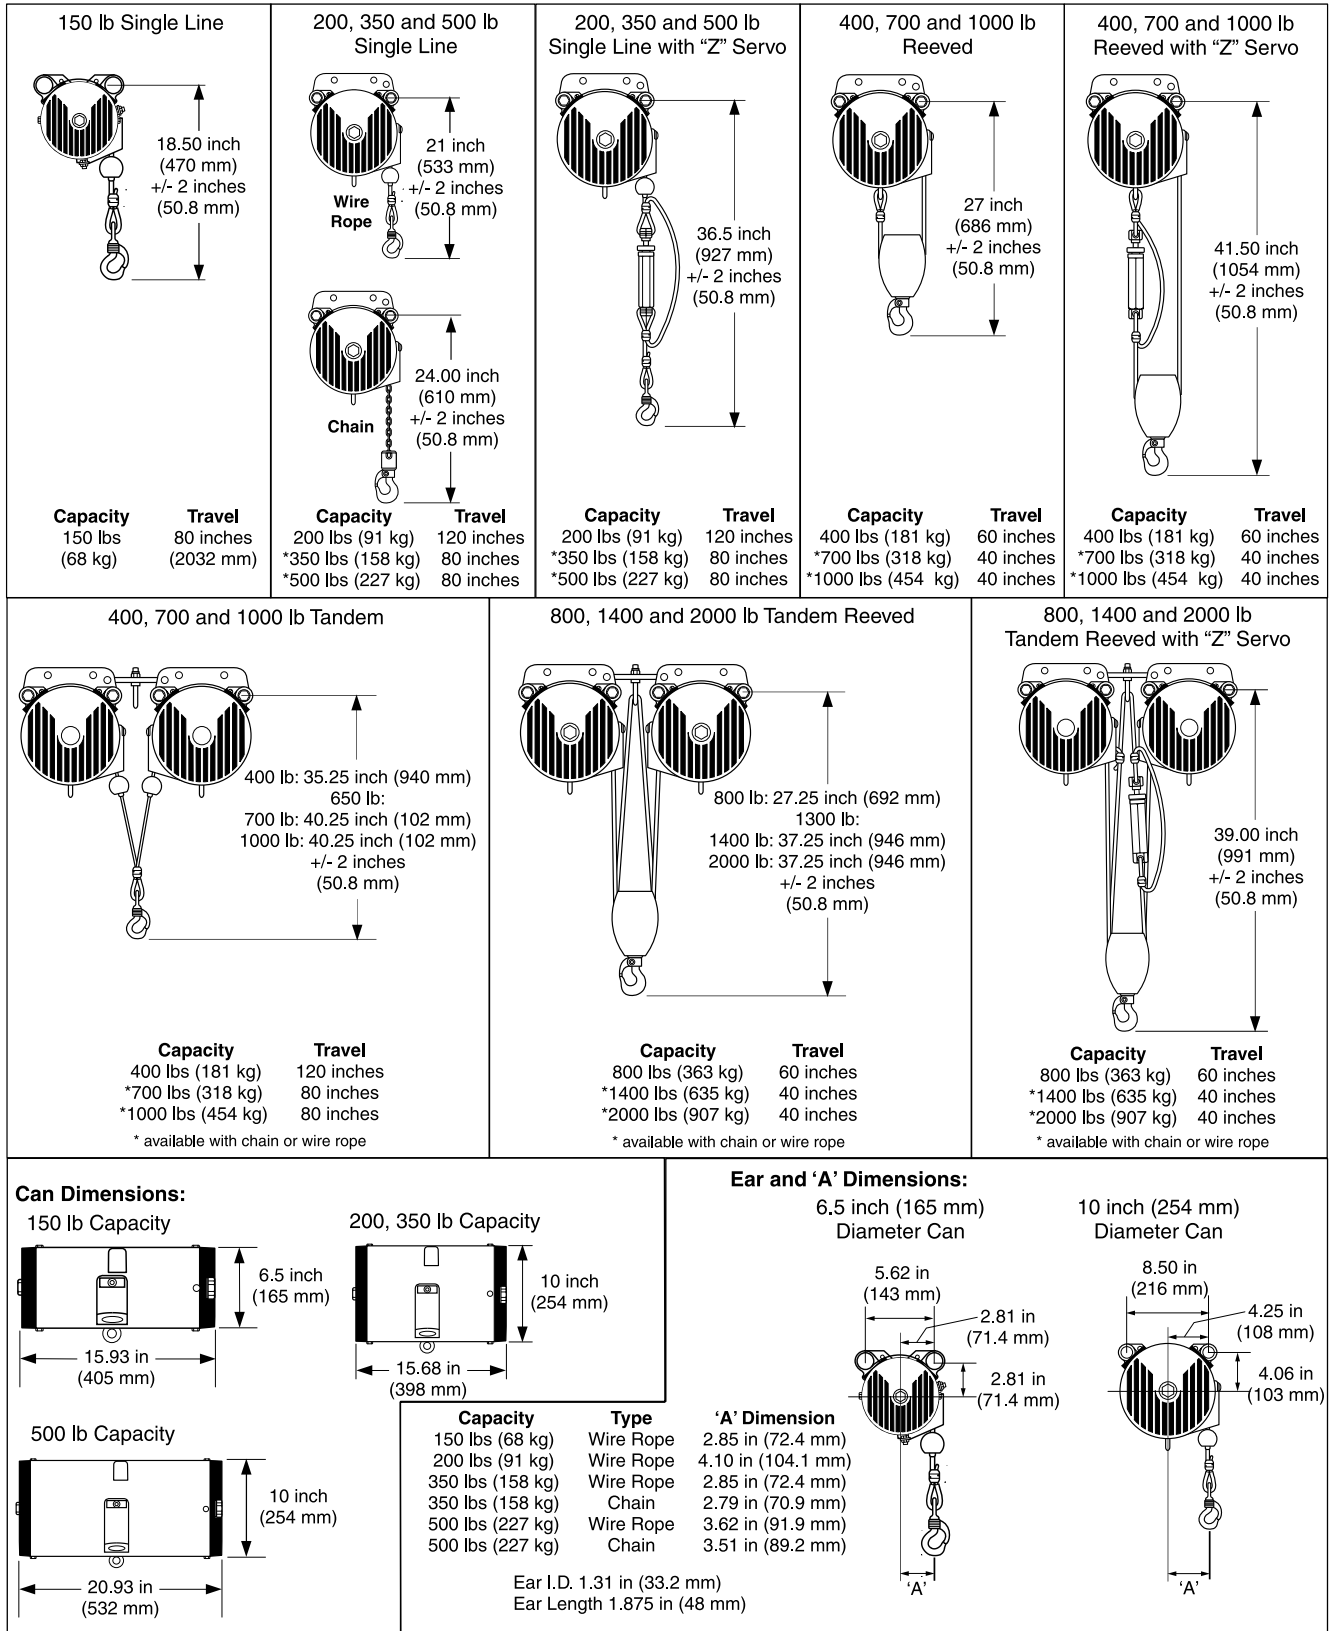 150 lb Single Line
18.50 inch
(470 mm)
+/- 2 inches
(50.8 mm)
Capacity Travel
150 lbs 80 inches
(68 kg) (2032 mm)
200, 350 and 500 lb
Single Line
21 inch
(533 mm)
+/- 2 inches
(50.8 mm)
Wire
Rope
24.00 inch
(610 mm)
+/- 2 inches
(50.8 mm)
Chain
Capacity Travel
200 lbs (91 kg) 120 inches
*350 lbs (158 kg) 80 inches
*500 lbs (227 kg) 80 inches
200, 350 and 500 lb
Single Line with “Z” Servo
36.5 inch
(927 mm)
+/- 2 inches
(50.8 mm)
Capacity Travel
200 lbs (91 kg) 120 inches
*350 lbs (158 kg) 80 inches
*500 lbs (227 kg) 80 inches
400, 700 and 1000 lb
Reeved
27 inch
(686 mm)
+/- 2 inches
(50.8 mm)
Capacity Travel
400 lbs (181 kg) 60 inches
*700 lbs (318 kg) 40 inches
*1000 lbs (454 kg) 40 inches
400, 700 and 1000 lb
Reeved with “Z” Servo
41.50 inch
(1054 mm)
+/- 2 inches
(50.8 mm)
Capacity Travel
400 lbs (181 kg) 60 inches
*700 lbs (318 kg) 40 inches
*1000 lbs (454 kg) 40 inches
400, 700 and 1000 lb Tandem
400 lb: 35.25 inch (940 mm)
650 lb:
700 lb: 40.25 inch (102 mm)
1000 lb: 40.25 inch (102 mm)
+/- 2 inches
(50.8 mm)
Capacity Travel
400 lbs (181 kg) 120 inches
*700 lbs (318 kg) 80 inches
*1000 lbs (454 kg) 80 inches
* available with chain or wire rope
800, 1400 and 2000 lb Tandem Reeved
800 lb: 27.25 inch (692 mm)
1300 lb:
1400 lb: 37.25 inch (946 mm)
2000 lb: 37.25 inch (946 mm)
+/- 2 inches
(50.8 mm)
Capacity Travel
800 lbs (363 kg) 60 inches
*1400 lbs (635 kg) 40 inches
*2000 lbs (907 kg) 40 inches
* available with chain or wire rope
800, 1400 and 2000 lb
Tandem Reeved with “Z” Servo
39.00 inch
(991 mm)
+/- 2 inches
(50.8 mm)
Capacity Travel
800 lbs (363 kg) 60 inches
*1400 lbs (635 kg) 40 inches
*2000 lbs (907 kg) 40 inches
* available with chain or wire rope
Can Dimensions:
150 lb Capacity
6.5 inch
(165 mm)
15.93 in
(405 mm)
200, 350 lb Capacity
10 inch
(254 mm)
15.68 in
(398 mm)
500 lb Capacity
10 inch
(254 mm)
20.93 in
(532 mm)
Ear and ‘A’ Dimensions:
6.5 inch (165 mm)
Diameter Can
5.62 in
(143 mm)
2.81 in
(71.4 mm)
2.81 in
(71.4 mm)
‘A’
10 inch (254 mm)
Diameter Can
8.50 in
(216 mm)
4.25 in
(108 mm)
4.06 in
(103 mm)
‘A’
Capacity Type ‘A’ Dimension
150 lbs (68 kg) Wire Rope 2.85 in (72.4 mm)
200 lbs (91 kg) Wire Rope 4.10 in (104.1 mm)
350 lbs (158 kg) Wire Rope 2.85 in (72.4 mm)
350 lbs (158 kg) Chain 2.79 in (70.9 mm)
500 lbs (227 kg) Wire Rope 3.62 in (91.9 mm)
500 lbs (227 kg) Chain 3.51 in (89.2 mm)
Ear I.D. 1.31 in (33.2 mm)
Ear Length 1.875 in (48 mm)